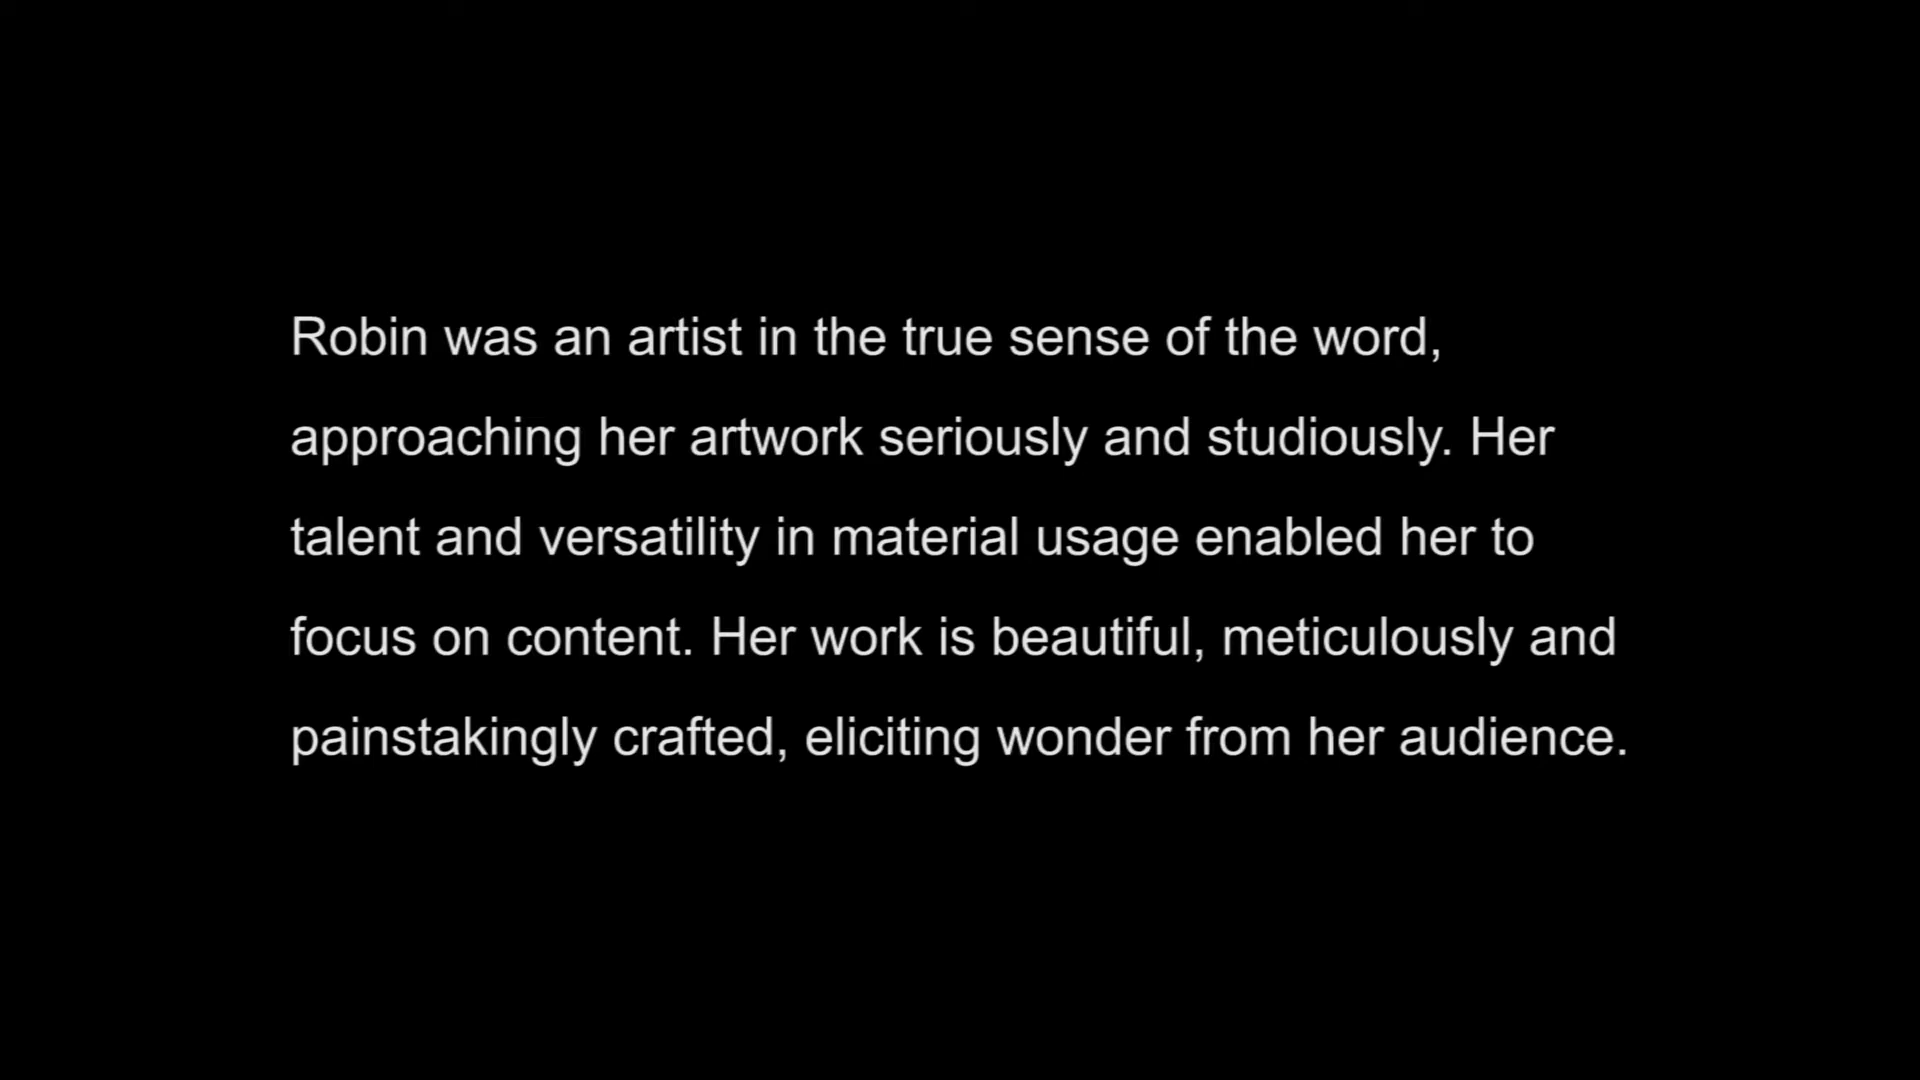 Robin was an artist in the true sense of the word,
approaching her artwork seriously and studiously. Her
talent and versatility in material usage enabled her to
focus on content. Her work is beautiful, meticulously and
painstakingly crafted, eliciting wonder from her audience.